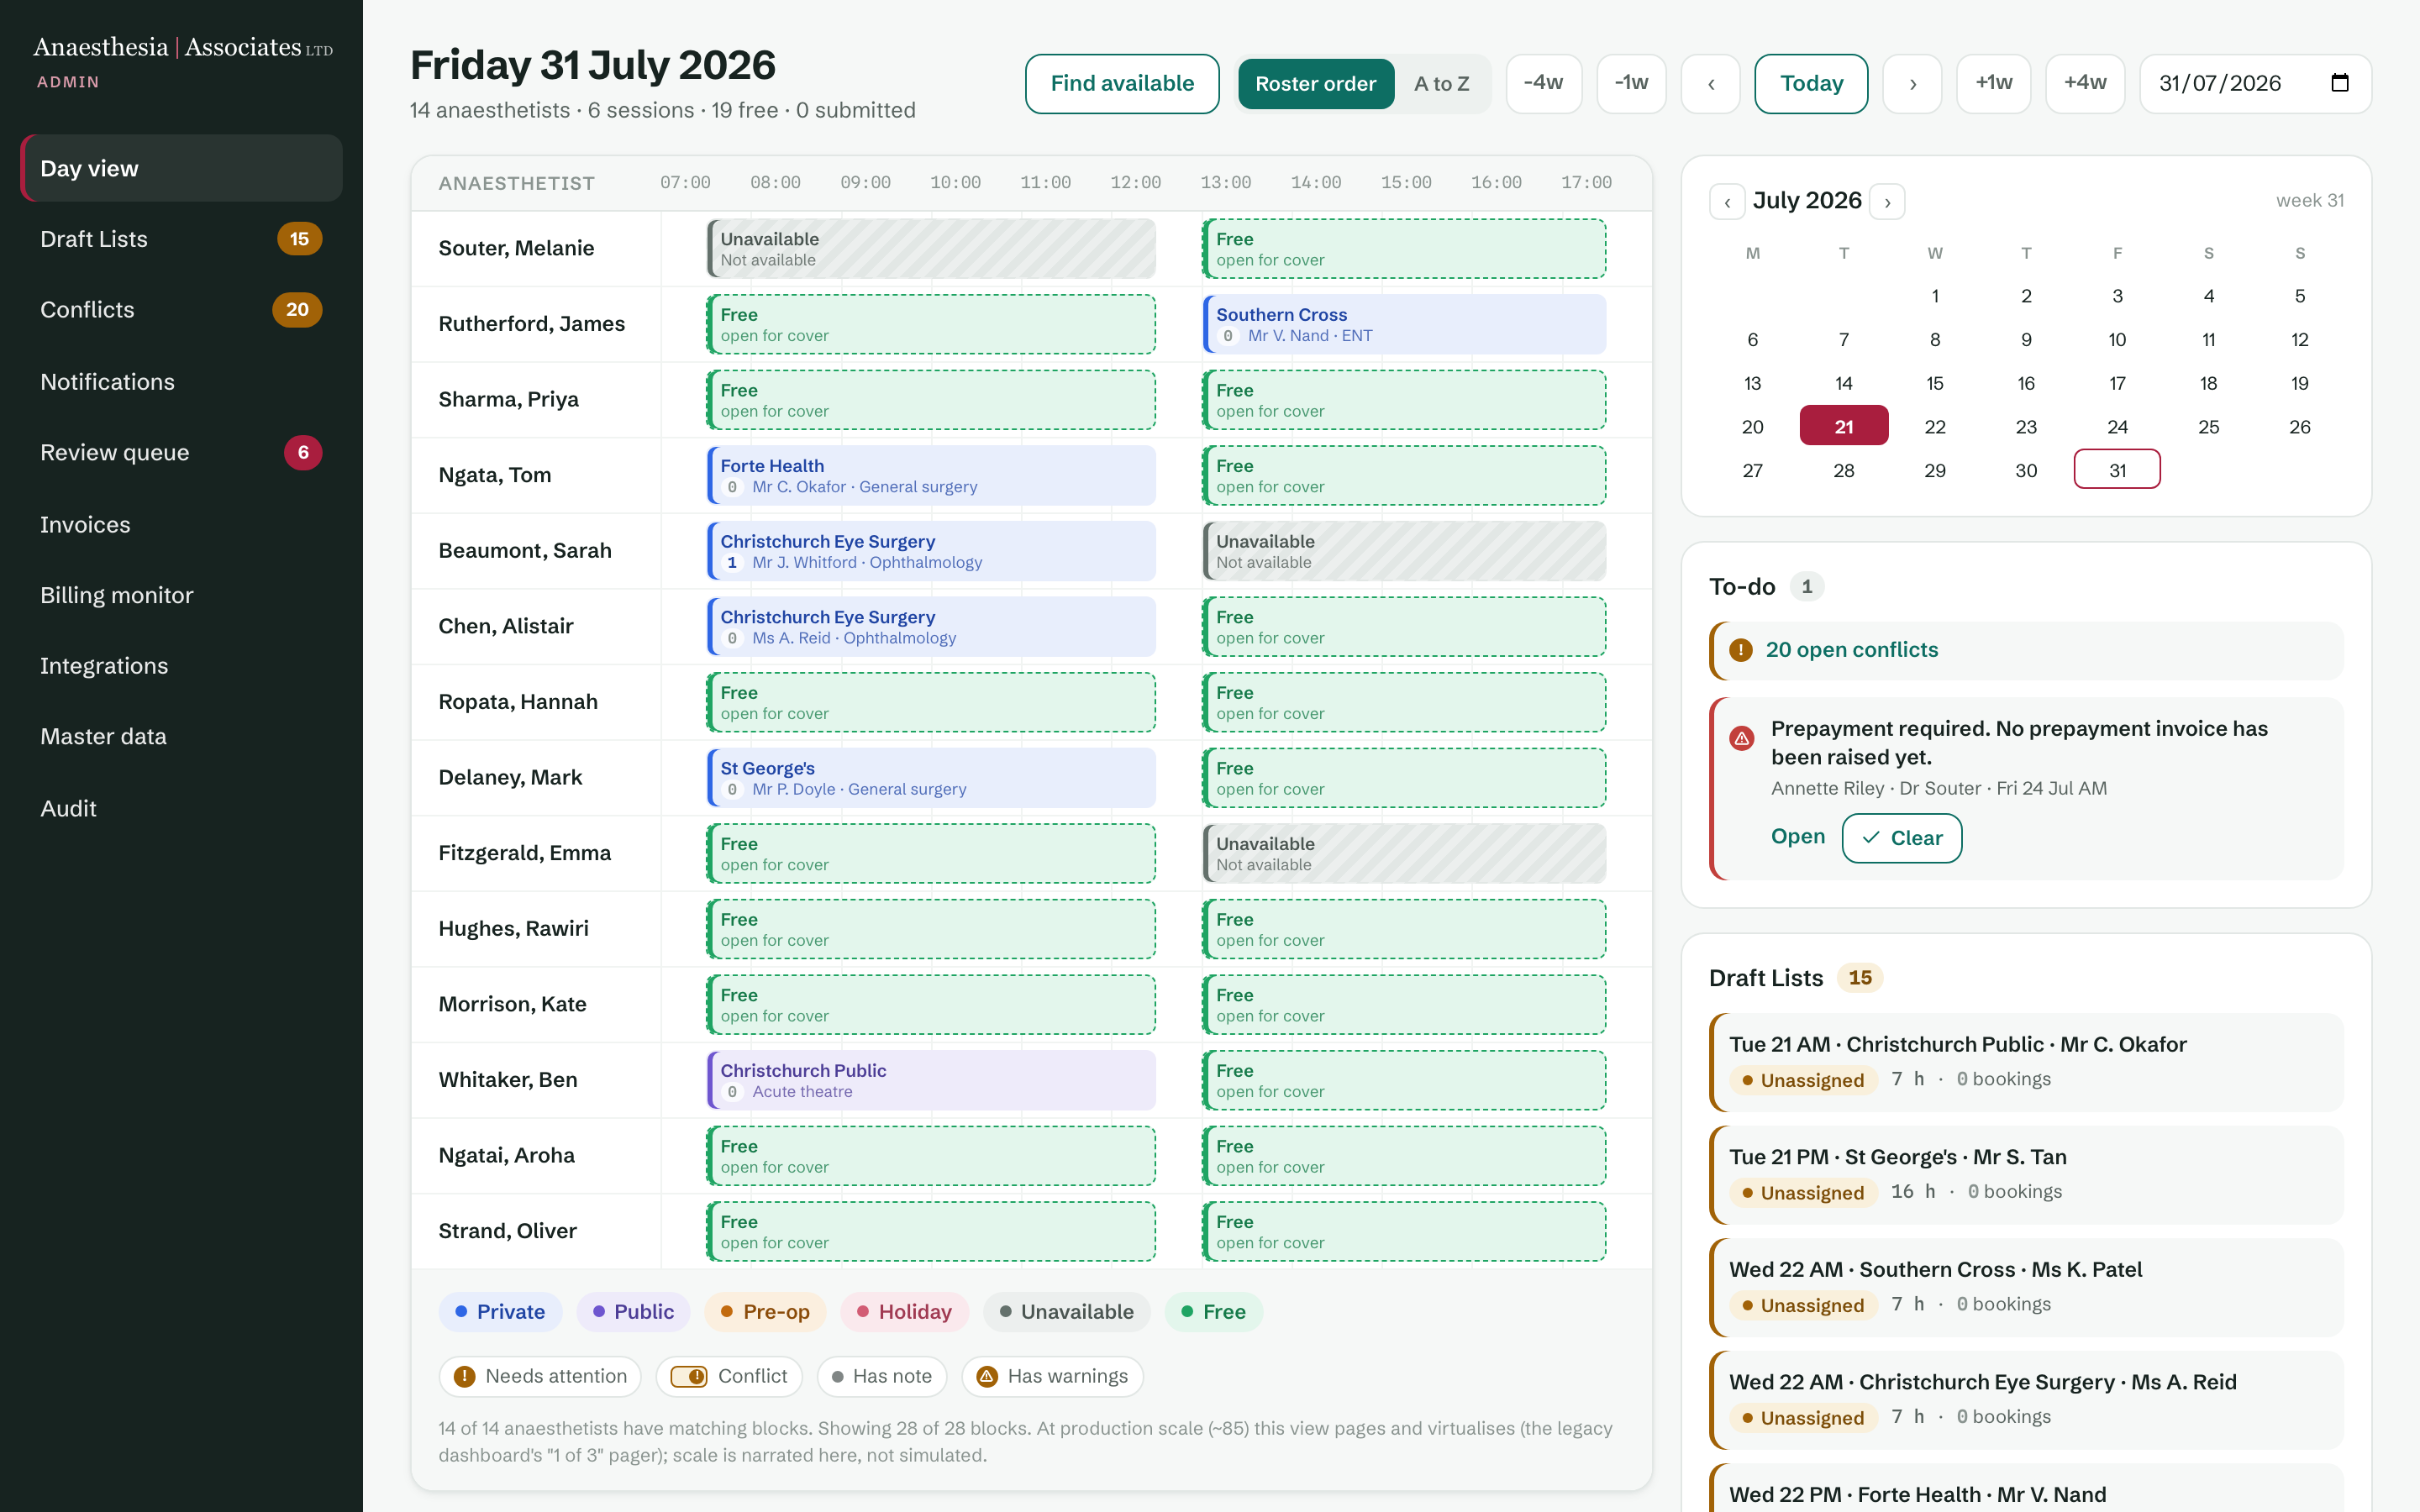 Anaesthesia | Associates LTD
ADMIN
Day view
Draft Lists 15
Conflicts 20
Notifications
Review queue 6
Invoices
Billing monitor
Integrations
Master data
Audit
Friday 31 July 2026
14 anaesthetists · 6 sessions · 19 free · 0 submitted
Find available
Roster order A to Z
-4w -1w ‹ Today › +1w +4w 31/07/2026
ANAESTHETIST 07:00 08:00 09:00 10:00 11:00 12:00 13:00 14:00 15:00 16:00 17:00
Souter, Melanie
Unavailable
Not available
Free
open for cover
Rutherford, James
Free
open for cover
Southern Cross
0 Mr V. Nand · ENT
Sharma, Priya
Free
open for cover
Free
open for cover
Ngata, Tom
Forte Health
0 Mr C. Okafor · General surgery
Free
open for cover
Beaumont, Sarah
Christchurch Eye Surgery
1 Mr J. Whitford · Ophthalmology
Unavailable
Not available
Chen, Alistair
Christchurch Eye Surgery
0 Ms A. Reid · Ophthalmology
Free
open for cover
Ropata, Hannah
Free
open for cover
Free
open for cover
Delaney, Mark
St George's
0 Mr P. Doyle · General surgery
Free
open for cover
Fitzgerald, Emma
Free
open for cover
Unavailable
Not available
Hughes, Rawiri
Free
open for cover
Free
open for cover
Morrison, Kate
Free
open for cover
Free
open for cover
Whitaker, Ben
Christchurch Public
0 Acute theatre
Free
open for cover
Ngatai, Aroha
Free
open for cover
Free
open for cover
Strand, Oliver
Free
open for cover
Free
open for cover
Private Public Pre-op Holiday Unavailable Free
Needs attention Conflict Has note Has warnings
14 of 14 anaesthetists have matching blocks. Showing 28 of 28 blocks. At production scale (~85) this view pages and virtualises (the legacy
dashboard's "1 of 3" pager); scale is narrated here, not simulated.
‹ July 2026 › week 31
M T W T F S S
1 2 3 4 5
6 7 8 9 10 11 12
13 14 15 16 17 18 19
20 21 22 23 24 25 26
27 28 29 30 31
To-do 1
20 open conflicts
Prepayment required. No prepayment invoice has
been raised yet.
Annette Riley · Dr Souter · Fri 24 Jul AM
Open Clear
Draft Lists 15
Tue 21 AM · Christchurch Public · Mr C. Okafor
Unassigned 7 h · 0 bookings
Tue 21 PM · St George's · Mr S. Tan
Unassigned 16 h · 0 bookings
Wed 22 AM · Southern Cross · Ms K. Patel
Unassigned 7 h · 0 bookings
Wed 22 AM · Christchurch Eye Surgery · Ms A. Reid
Unassigned 7 h · 0 bookings
Wed 22 PM · Forte Health · Mr V. Nand